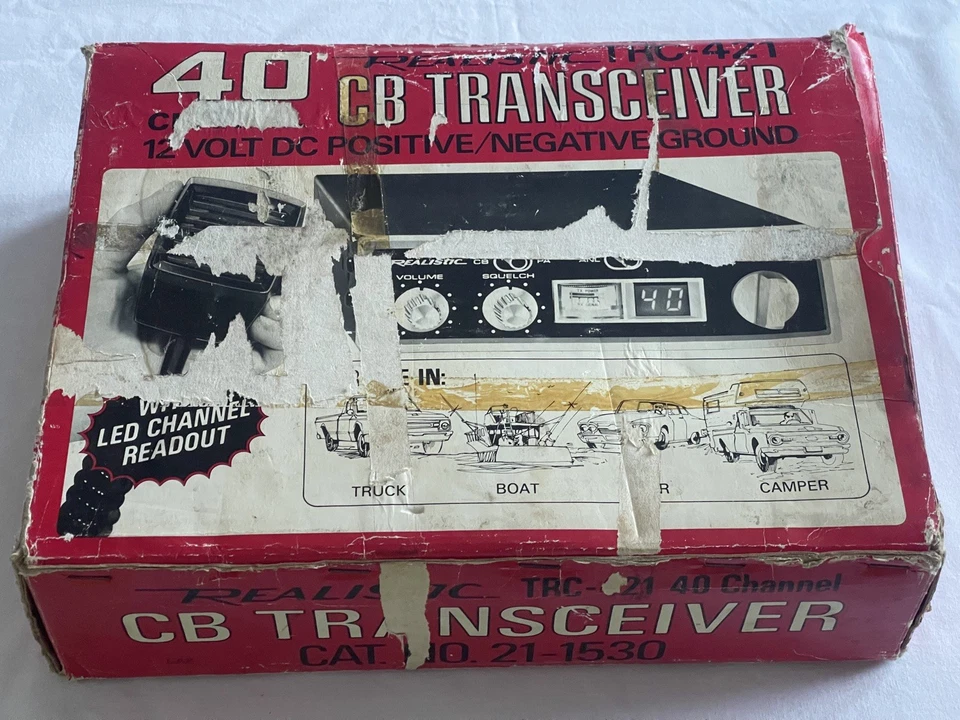 40 REALISTIC TRC-421
CB TRANSCEIVER
12 VOLT DC POSITIVE/NEGATIVE GROUND
REALISTIC CB PA ANL
VOLUME SQUELCH
40
IN:
LED CHANNEL
READOUT
TRUCK BOAT CAMPER
REALISTIC TRC-421 40 Channel
CB TRANSCEIVER
CAT. NO. 21-1530